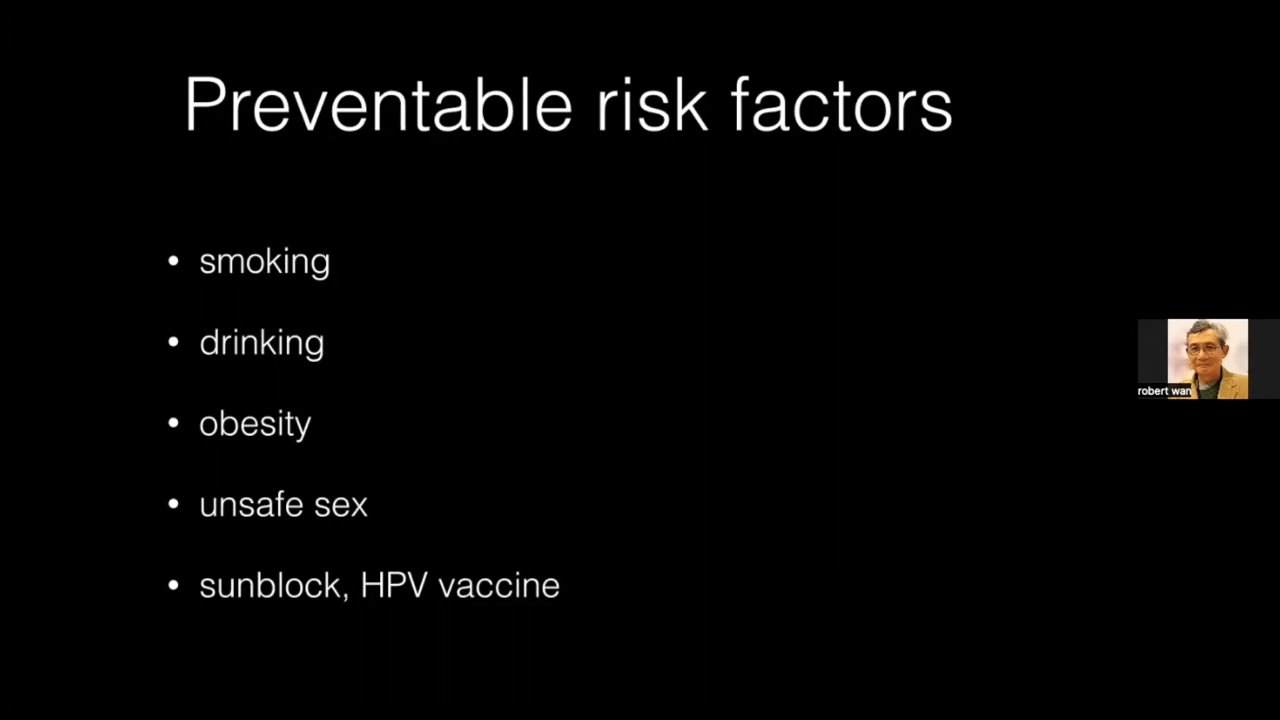 Preventable risk factors
• smoking
• drinking
• obesity
• unsafe sex
• sunblock, HPV vaccine
robert wan